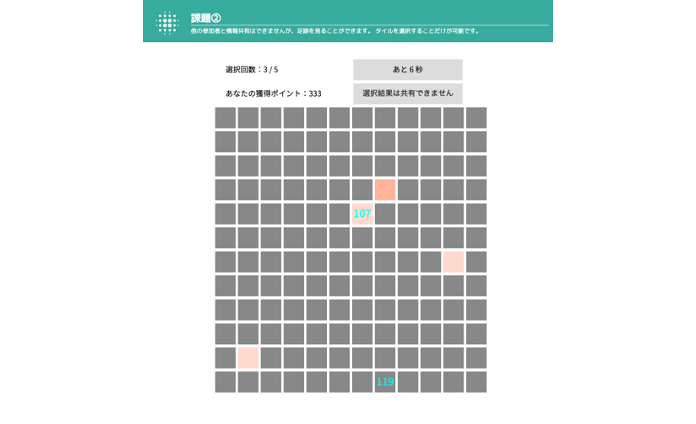 課題②
他の参加者と情報共有はできませんが、足跡を見ることができます。 タイルを選択することだけが可能です。
選択回数：3 / 5
あと 6 秒
あなたの獲得ポイント：333
選択結果は共有できません
107
119